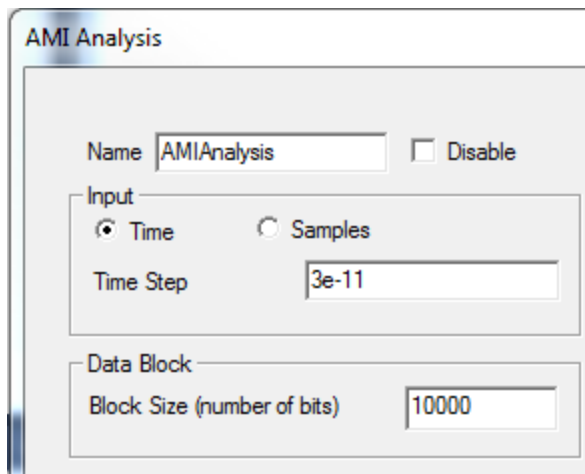 AMI Analysis
Name AMIAnalysis Disable
Input
Time Samples
Time Step 3e-11
Data Block
Block Size (number of bits) 10000